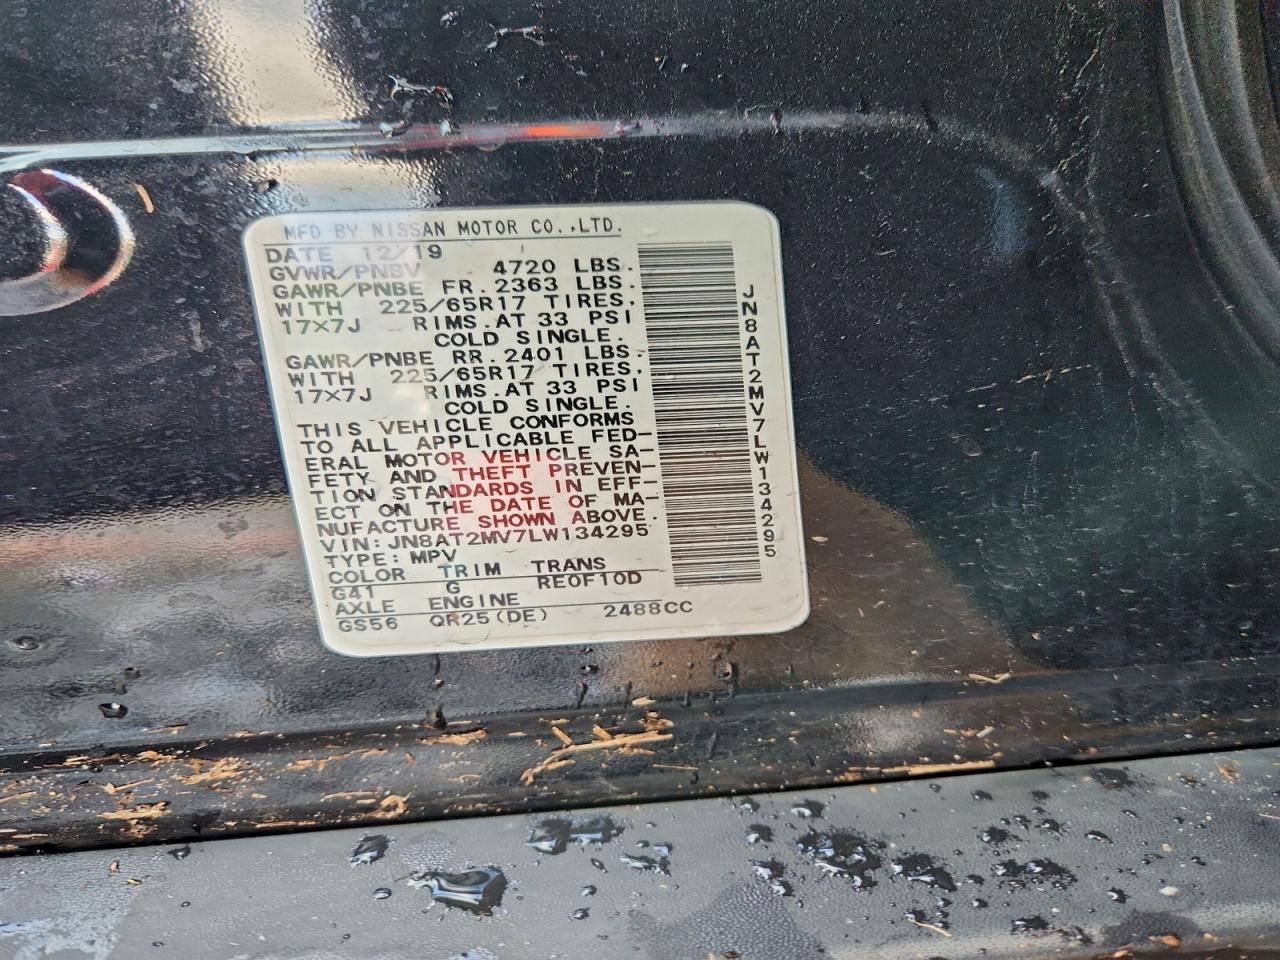 MFD BY NISSAN MOTOR CO.,LTD.
DATE 12/19
GVWR/PNBV 4720 LBS.
GAWR/PNBE FR. 2363 LBS.
WITH 225/65R17 TIRES,
17×7J RIMS.AT 33 PSI
COLD SINGLE.
GAWR/PNBE RR. 2401 LBS.
WITH 225/65R17 TIRES,
17×7J RIMS.AT 33 PSI
COLD SINGLE.
THIS VEHICLE CONFORMS
TO ALL APPLICABLE FED-
ERAL MOTOR VEHICLE SA-
FETY AND THEFT PREVEN-
TION STANDARDS IN EFF-
ECT ON THE DATE OF MA-
NUFACTURE SHOWN ABOVE.
VIN:JN8AT2MV7LW134295
TYPE:MPV
COLOR TRIM TRANS
G41 G RE0F10D
AXLE ENGINE
GS56 QR25(DE) 2488CC
JN8AT2MV7LW134295